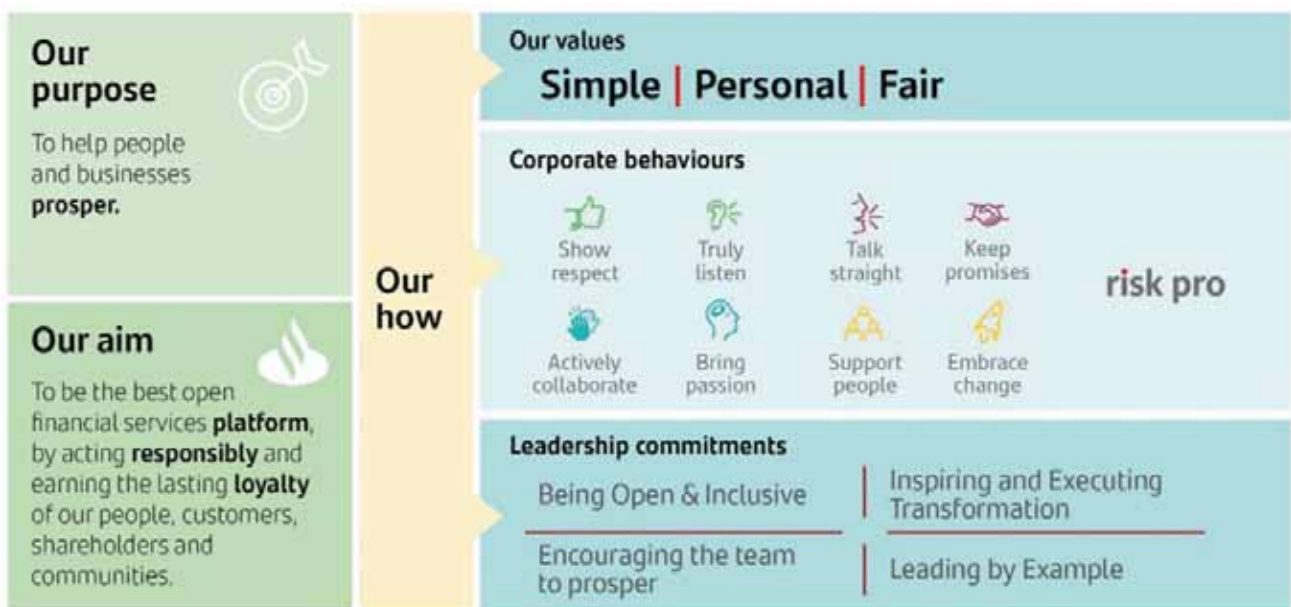 Our
purpose
To help people
and businesses
prosper.
Our aim
To be the best open
financial services platform,
by acting responsibly and
earning the lasting loyalty
of our people, customers,
shareholders and
communities.
Our
how
Our values
Simple | Personal | Fair
Corporate behaviours
Show
respect
Truly
listen
Talk
straight
Keep
promises
Actively
collaborate
Bring
passion
Support
people
Embrace
change
risk pro
Leadership commitments
Being Open & Inclusive
Inspiring and Executing
Transformation
Encouraging the team
to prosper
Leading by Example